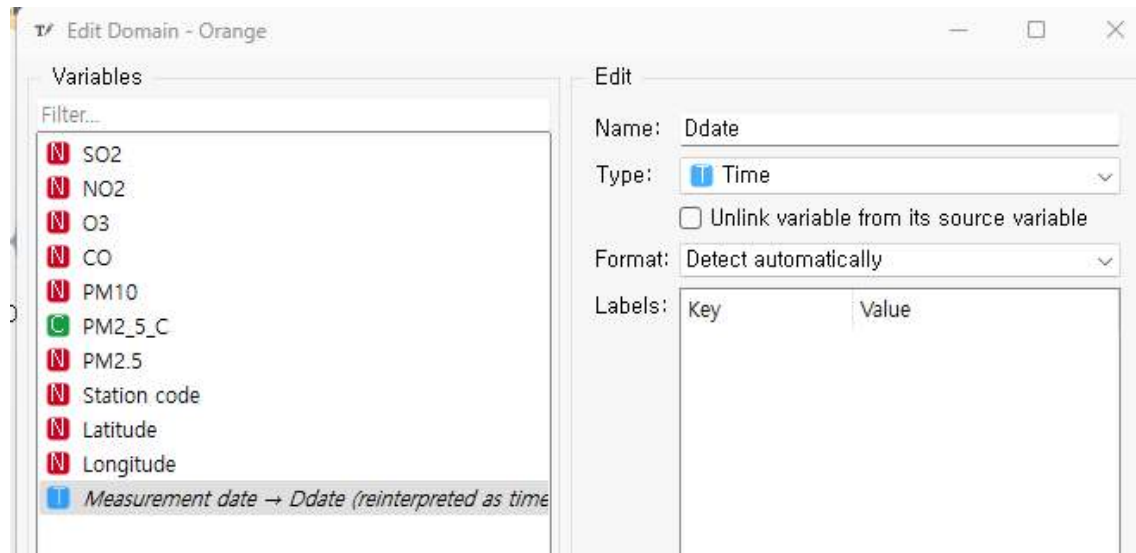 Edit Domain - Orange
Variables
Filter...
N SO2
N NO2
N O3
N CO
N PM10
C PM2_5_C
N PM2.5
N Station code
N Latitude
N Longitude
T Measurement date → Ddate (reinterpreted as time
Edit
Name: Ddate
Type: T Time
Unlink variable from its source variable
Format: Detect automatically
Labels: Key Value